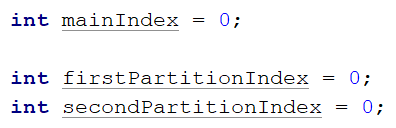 int mainIndex = 0;
int firstPartitionIndex = 0;
int secondPartitionIndex = 0;